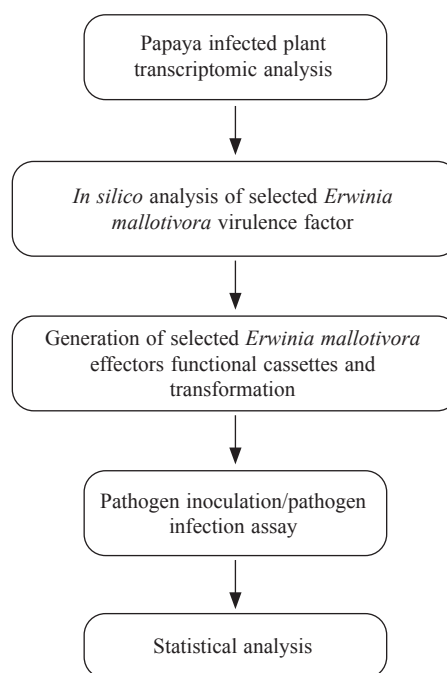 Papaya infected plant
transcriptomic analysis
In silico analysis of selected Erwinia
mallotivora virulence factor
Generation of selected Erwinia mallotivora
effectors functional cassettes and
transformation
Pathogen inoculation/pathogen
infection assay
Statistical analysis